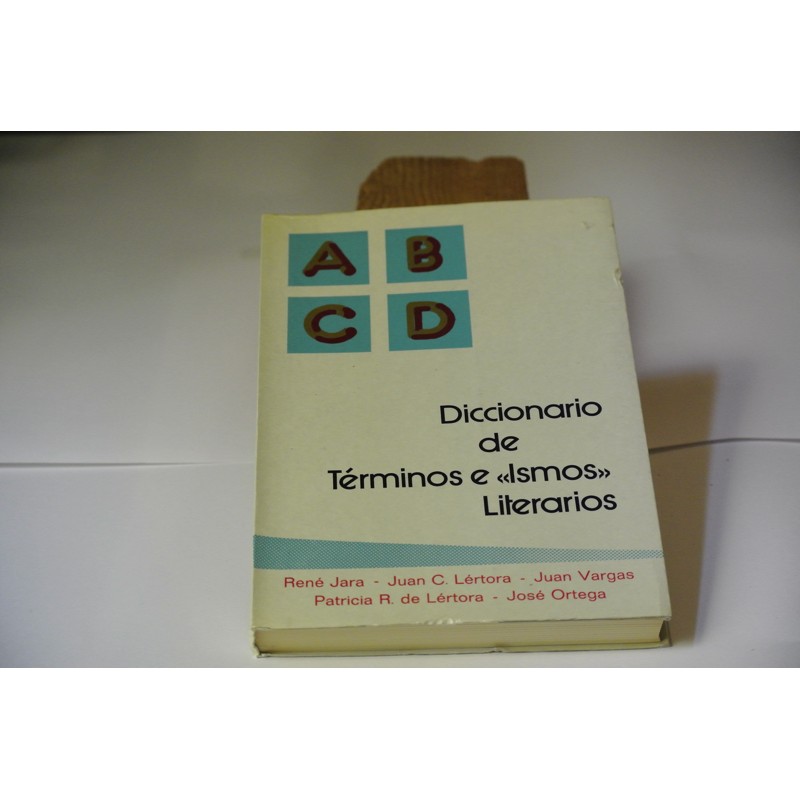 A B
C D
Diccionario
de
Términos e «Ismos»
Literarios
René Jara - Juan C. Lértora - Juan Vargas
Patricia R. de Lértora - José Ortega